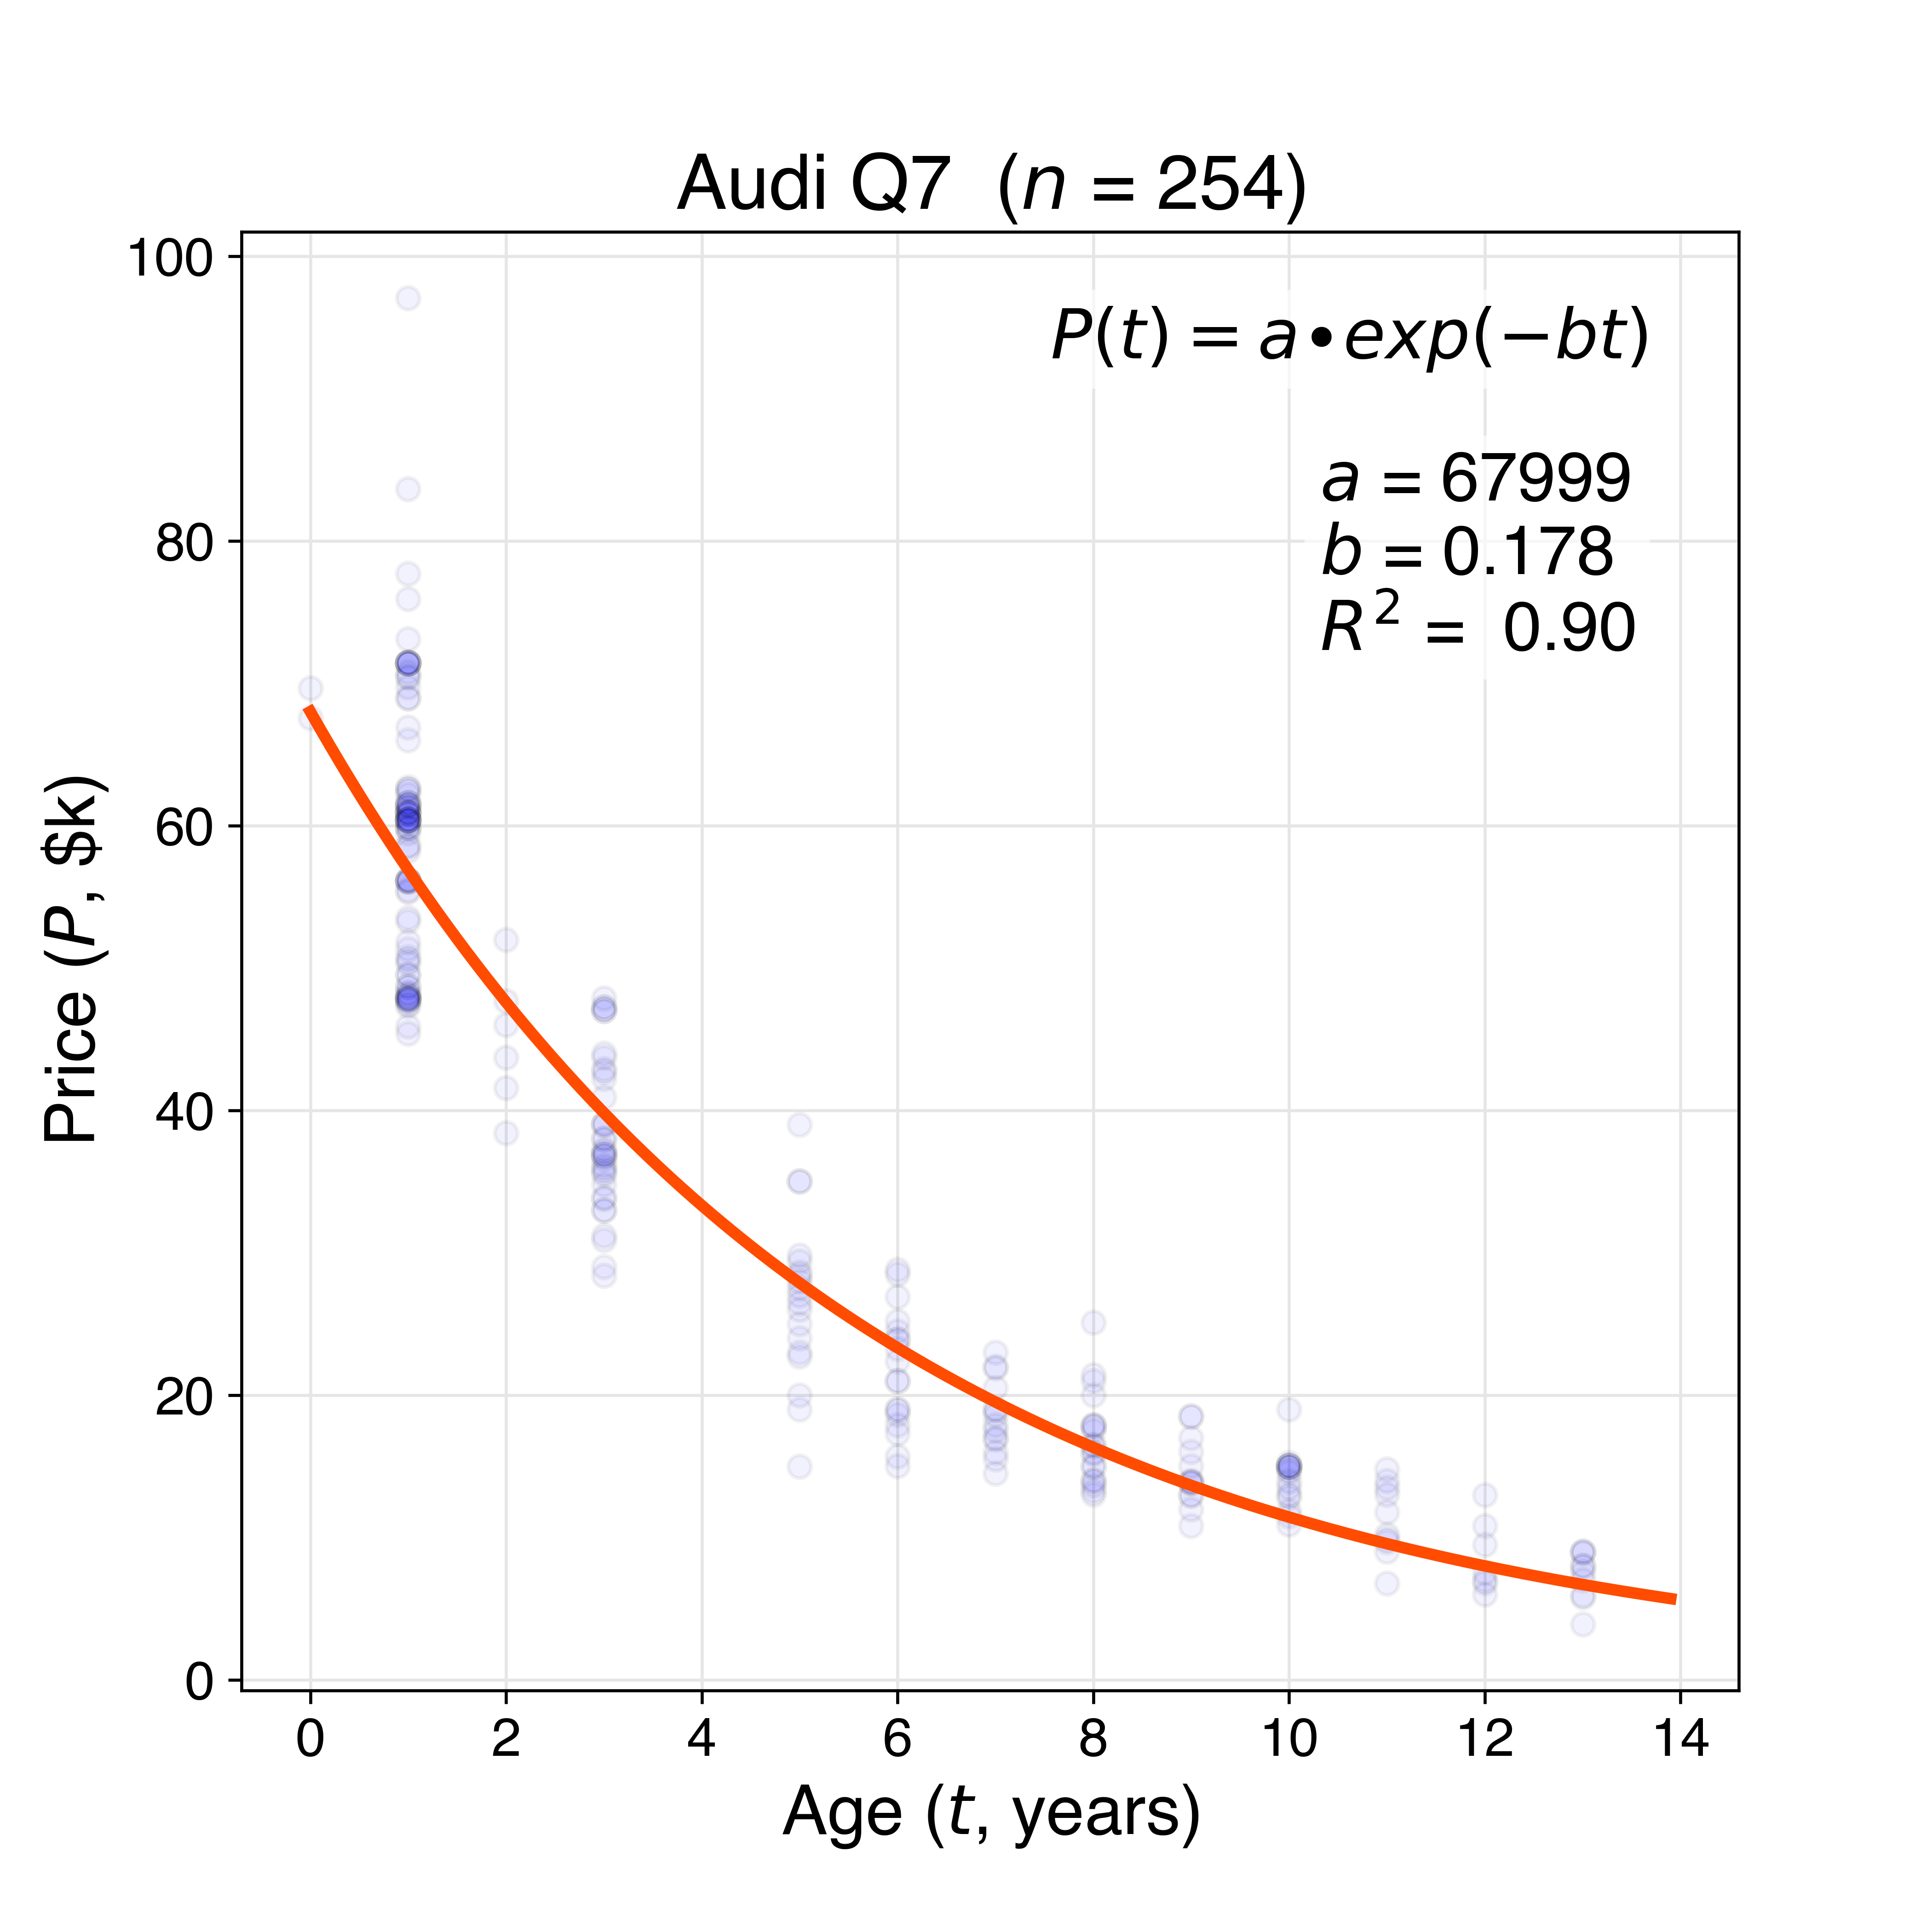 Audi Q7 (n = 254)
P(t) = a•exp(−bt)
a = 67999
b = 0.178
R² = 0.90
Price (P, $k)
100
80
60
40
20
0
0 2 4 6 8 10 12 14
Age (t, years)